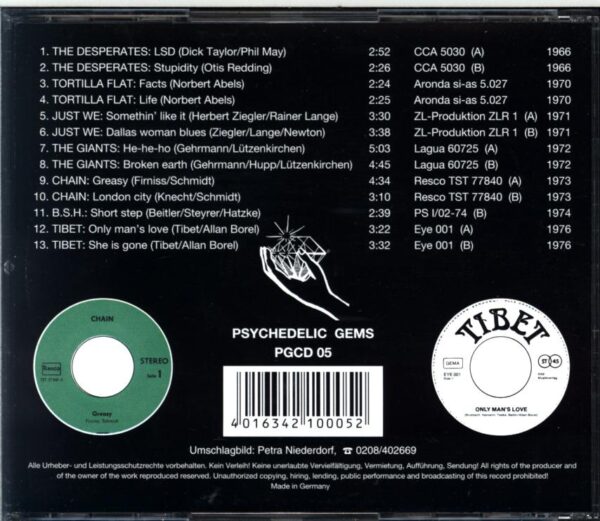 1. THE DESPERATES: LSD (Dick Taylor/Phil May) 2:52 CCA 5030 (A) 1966
2. THE DESPERATES: Stupidity (Otis Redding) 2:26 CCA 5030 (B) 1966
3. TORTILLA FLAT: Facts (Norbert Abels) 2:24 Aronda si-as 5.027 1970
4. TORTILLA FLAT: Life (Norbert Abels) 2:24 Aronda si-as 5.027 1970
5. JUST WE: Somethin' like it (Herbert Ziegler/Rainer Lange) 3:30 ZL-Produktion ZLR 1 (A) 1971
6. JUST WE: Dallas woman blues (Ziegler/Lange/Newton) 3:38 ZL-Produktion ZLR 1 (B) 1971
7. THE GIANTS: He-he-ho (Gehrmann/Lützenkirchen) 3:31 Lagua 60725 (A) 1972
8. THE GIANTS: Broken earth (Gehrmann/Hupp/Lützenkirchen) 4:45 Lagua 60725 (B) 1972
9. CHAIN: Greasy (Firniss/Schmidt) 4:34 Resco TST 77840 (A) 1973
10. CHAIN: London city (Knecht/Schmidt) 3:10 Resco TST 77840 (B) 1973
11. B.S.H.: Short step (Beitler/Steyrer/Hatzke) 2:39 PS I/02-74 (B) 1974
12. TIBET: Only man's love (Tibet/Allan Borel) 3:22 Eye 001 (A) 1976
13. TIBET: She is gone (Tibet/Allan Borel) 3:32 Eye 001 (B) 1976
CHAIN
Resco
STEREO
Seite 1
Greasy
PSYCHEDELIC GEMS
PGCD 05
4 016342 100052
TIBET
GEMA
ST 45
EYE 001
ONLY MAN'S LOVE
Umschlagbild: Petra Niederdorf, ☎ 0208/402669
Alle Urheber- und Leistungsschutzrechte vorbehalten. Kein Verleih! Keine unerlaubte Vervielfältigung, Vermietung, Aufführung, Sendung! All rights of the producer and
of the owner of the work reproduced reserved. Unauthorized copying, hiring, lending, public performance and broadcasting of this record prohibited!
Made in Germany